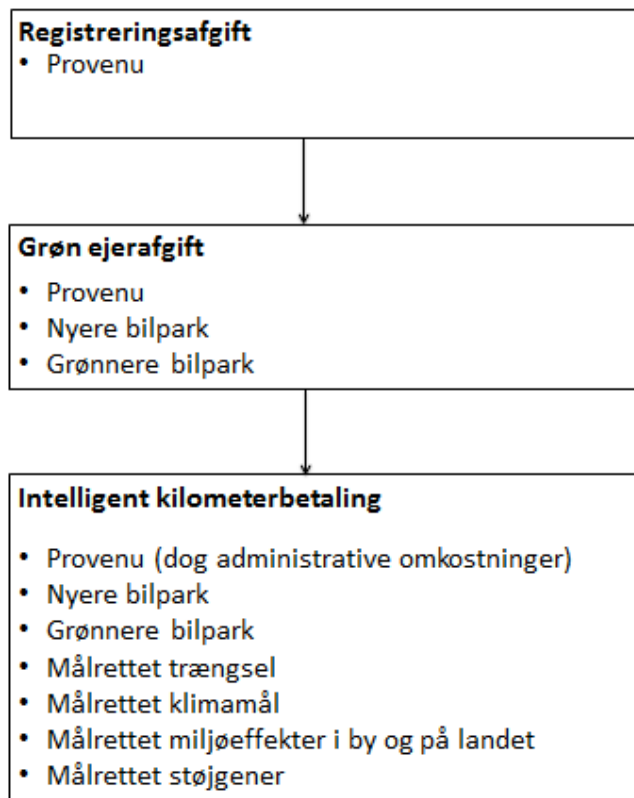 Registreringsafgift
• Provenu
Grøn ejerafgift
• Provenu
• Nyere bilpark
• Grønnere bilpark
Intelligent kilometerbetaling
• Provenu (dog administrative omkostninger)
• Nyere bilpark
• Grønnere bilpark
• Målrettet trængsel
• Målrettet klimamål
• Målrettet miljøeffekter i by og på landet
• Målrettet støjgener